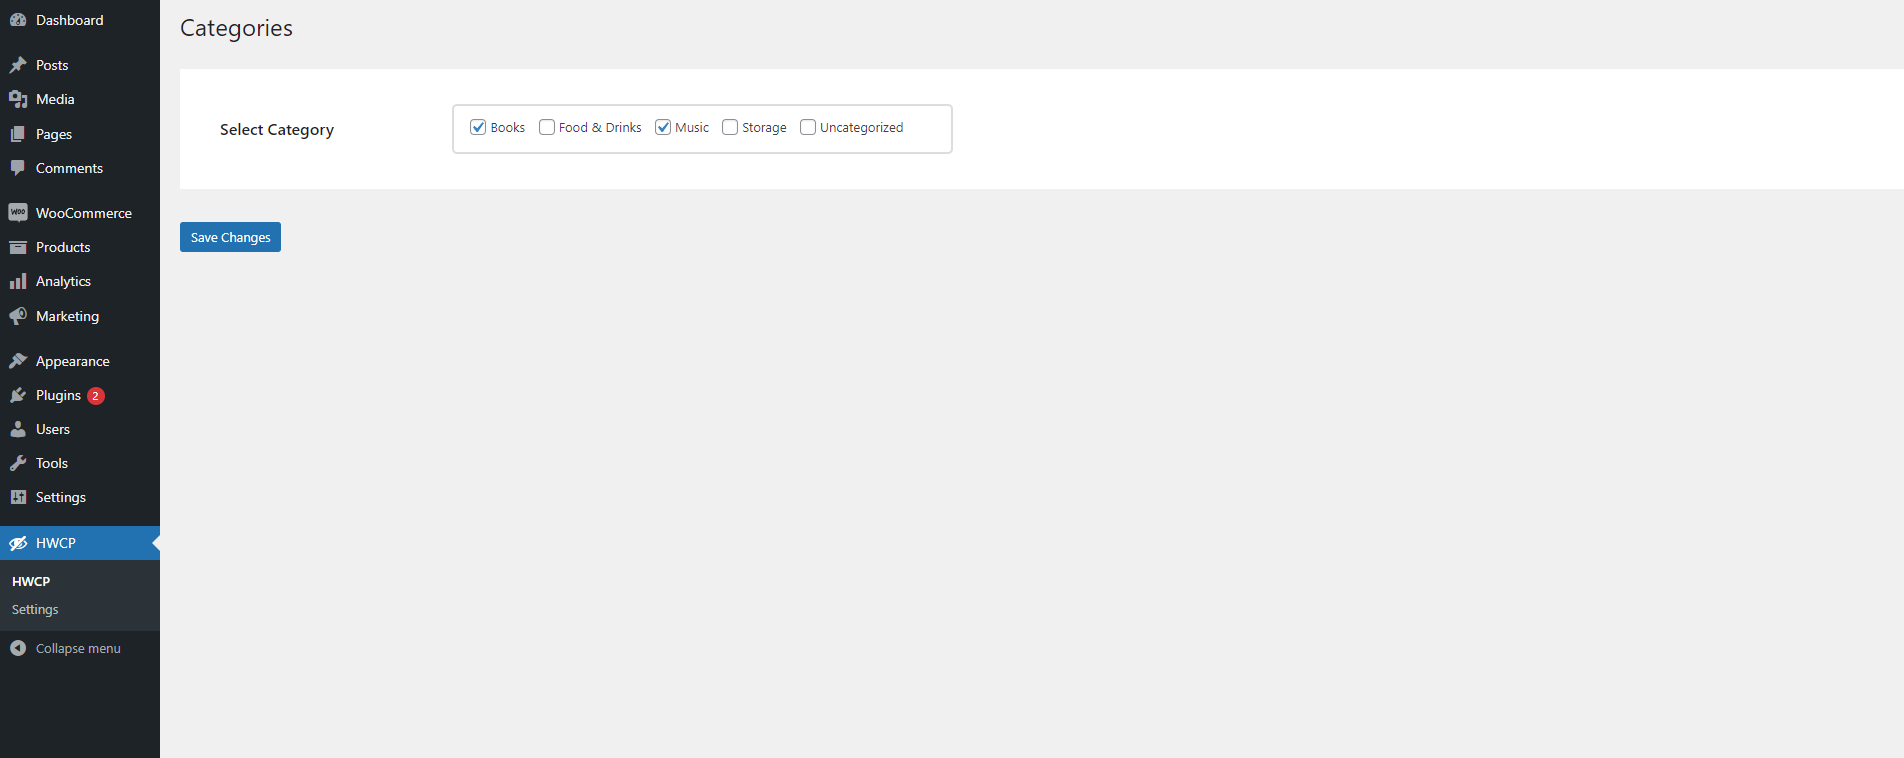 Dashboard
Posts
Media
Pages
Comments
WOO WooCommerce
Products
Analytics
Marketing
Appearance
Plugins 2
Users
Tools
Settings
HWCP
HWCP
Settings
Collapse menu
Categories
Select Category
Books Food & Drinks Music Storage Uncategorized
Save Changes